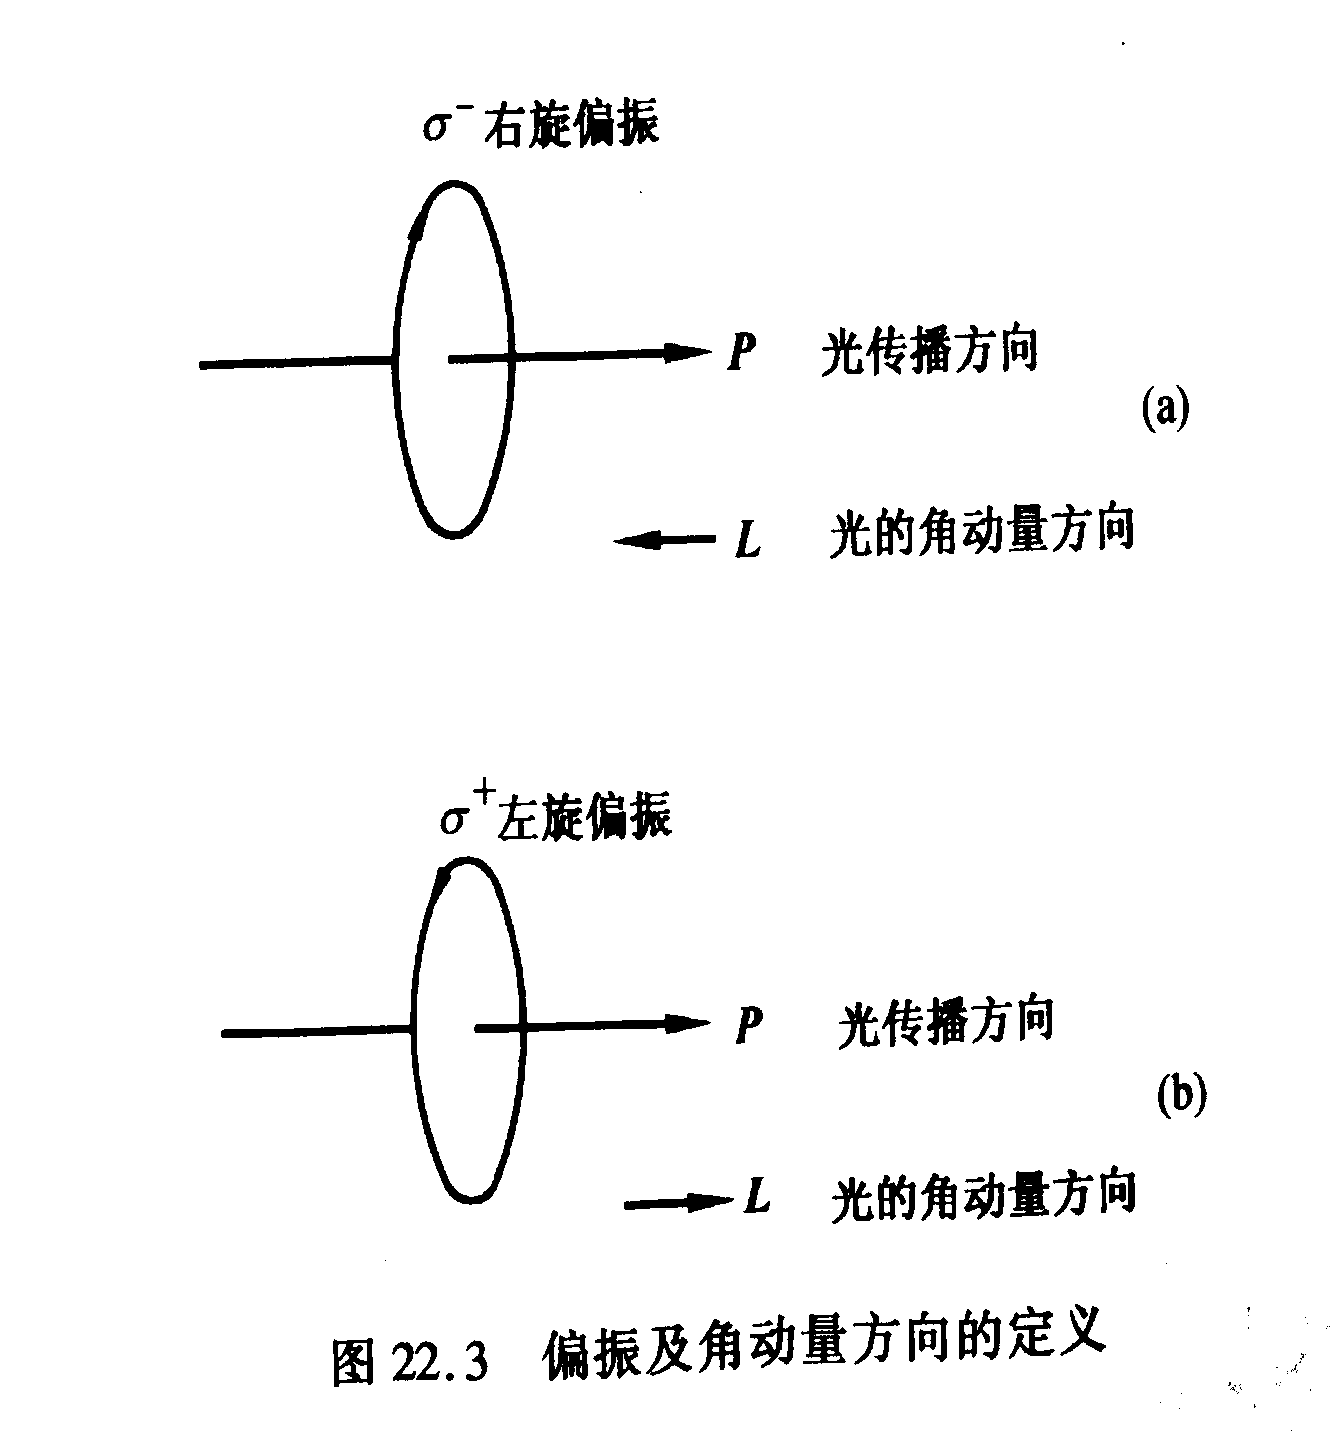 σ⁻右旋偏振
P 光传播方向
(a)
L 光的角动量方向
σ⁺左旋偏振
P 光传播方向
(b)
L 光的角动量方向
图 22.3 偏振及角动量方向的定义